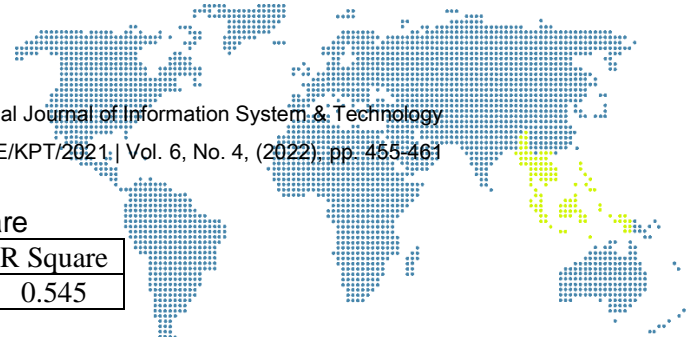 al Journal of Information System & Technology
E/KPT/2021 | Vol. 6, No. 4, (2022), pp. 455-461
are
R Square
0.545